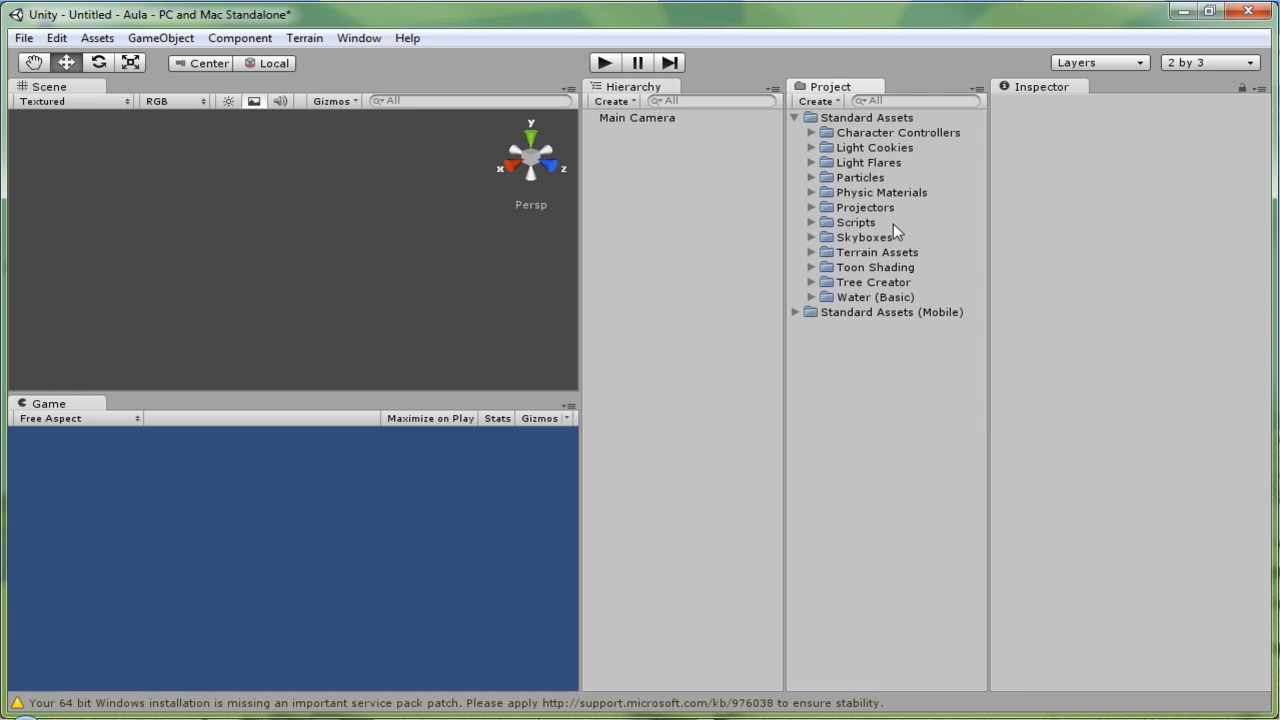 Unity - Untitled - Aula - PC and Mac Standalone*
File Edit Assets GameObject Component Terrain Window Help
Center Local Layers 2 by 3
Scene
Textured RGB Gizmos All
y
x z
Persp
Game
Free Aspect Maximize on Play Stats Gizmos
Hierarchy
Create All
Main Camera
Project
Create All
Standard Assets
Character Controllers
Light Cookies
Light Flares
Particles
Physic Materials
Projectors
Scripts
Skyboxes
Terrain Assets
Toon Shading
Tree Creator
Water (Basic)
Standard Assets (Mobile)
Inspector
Your 64 bit Windows installation is missing an important service pack patch. Please apply http://support.microsoft.com/kb/976038 to ensure stability.